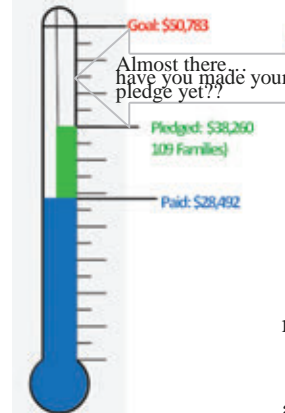 Goal: $50,783
Almost there…
have you made your
pledge yet??
Pledged: $38,260
109 Families)
Paid: $28,492